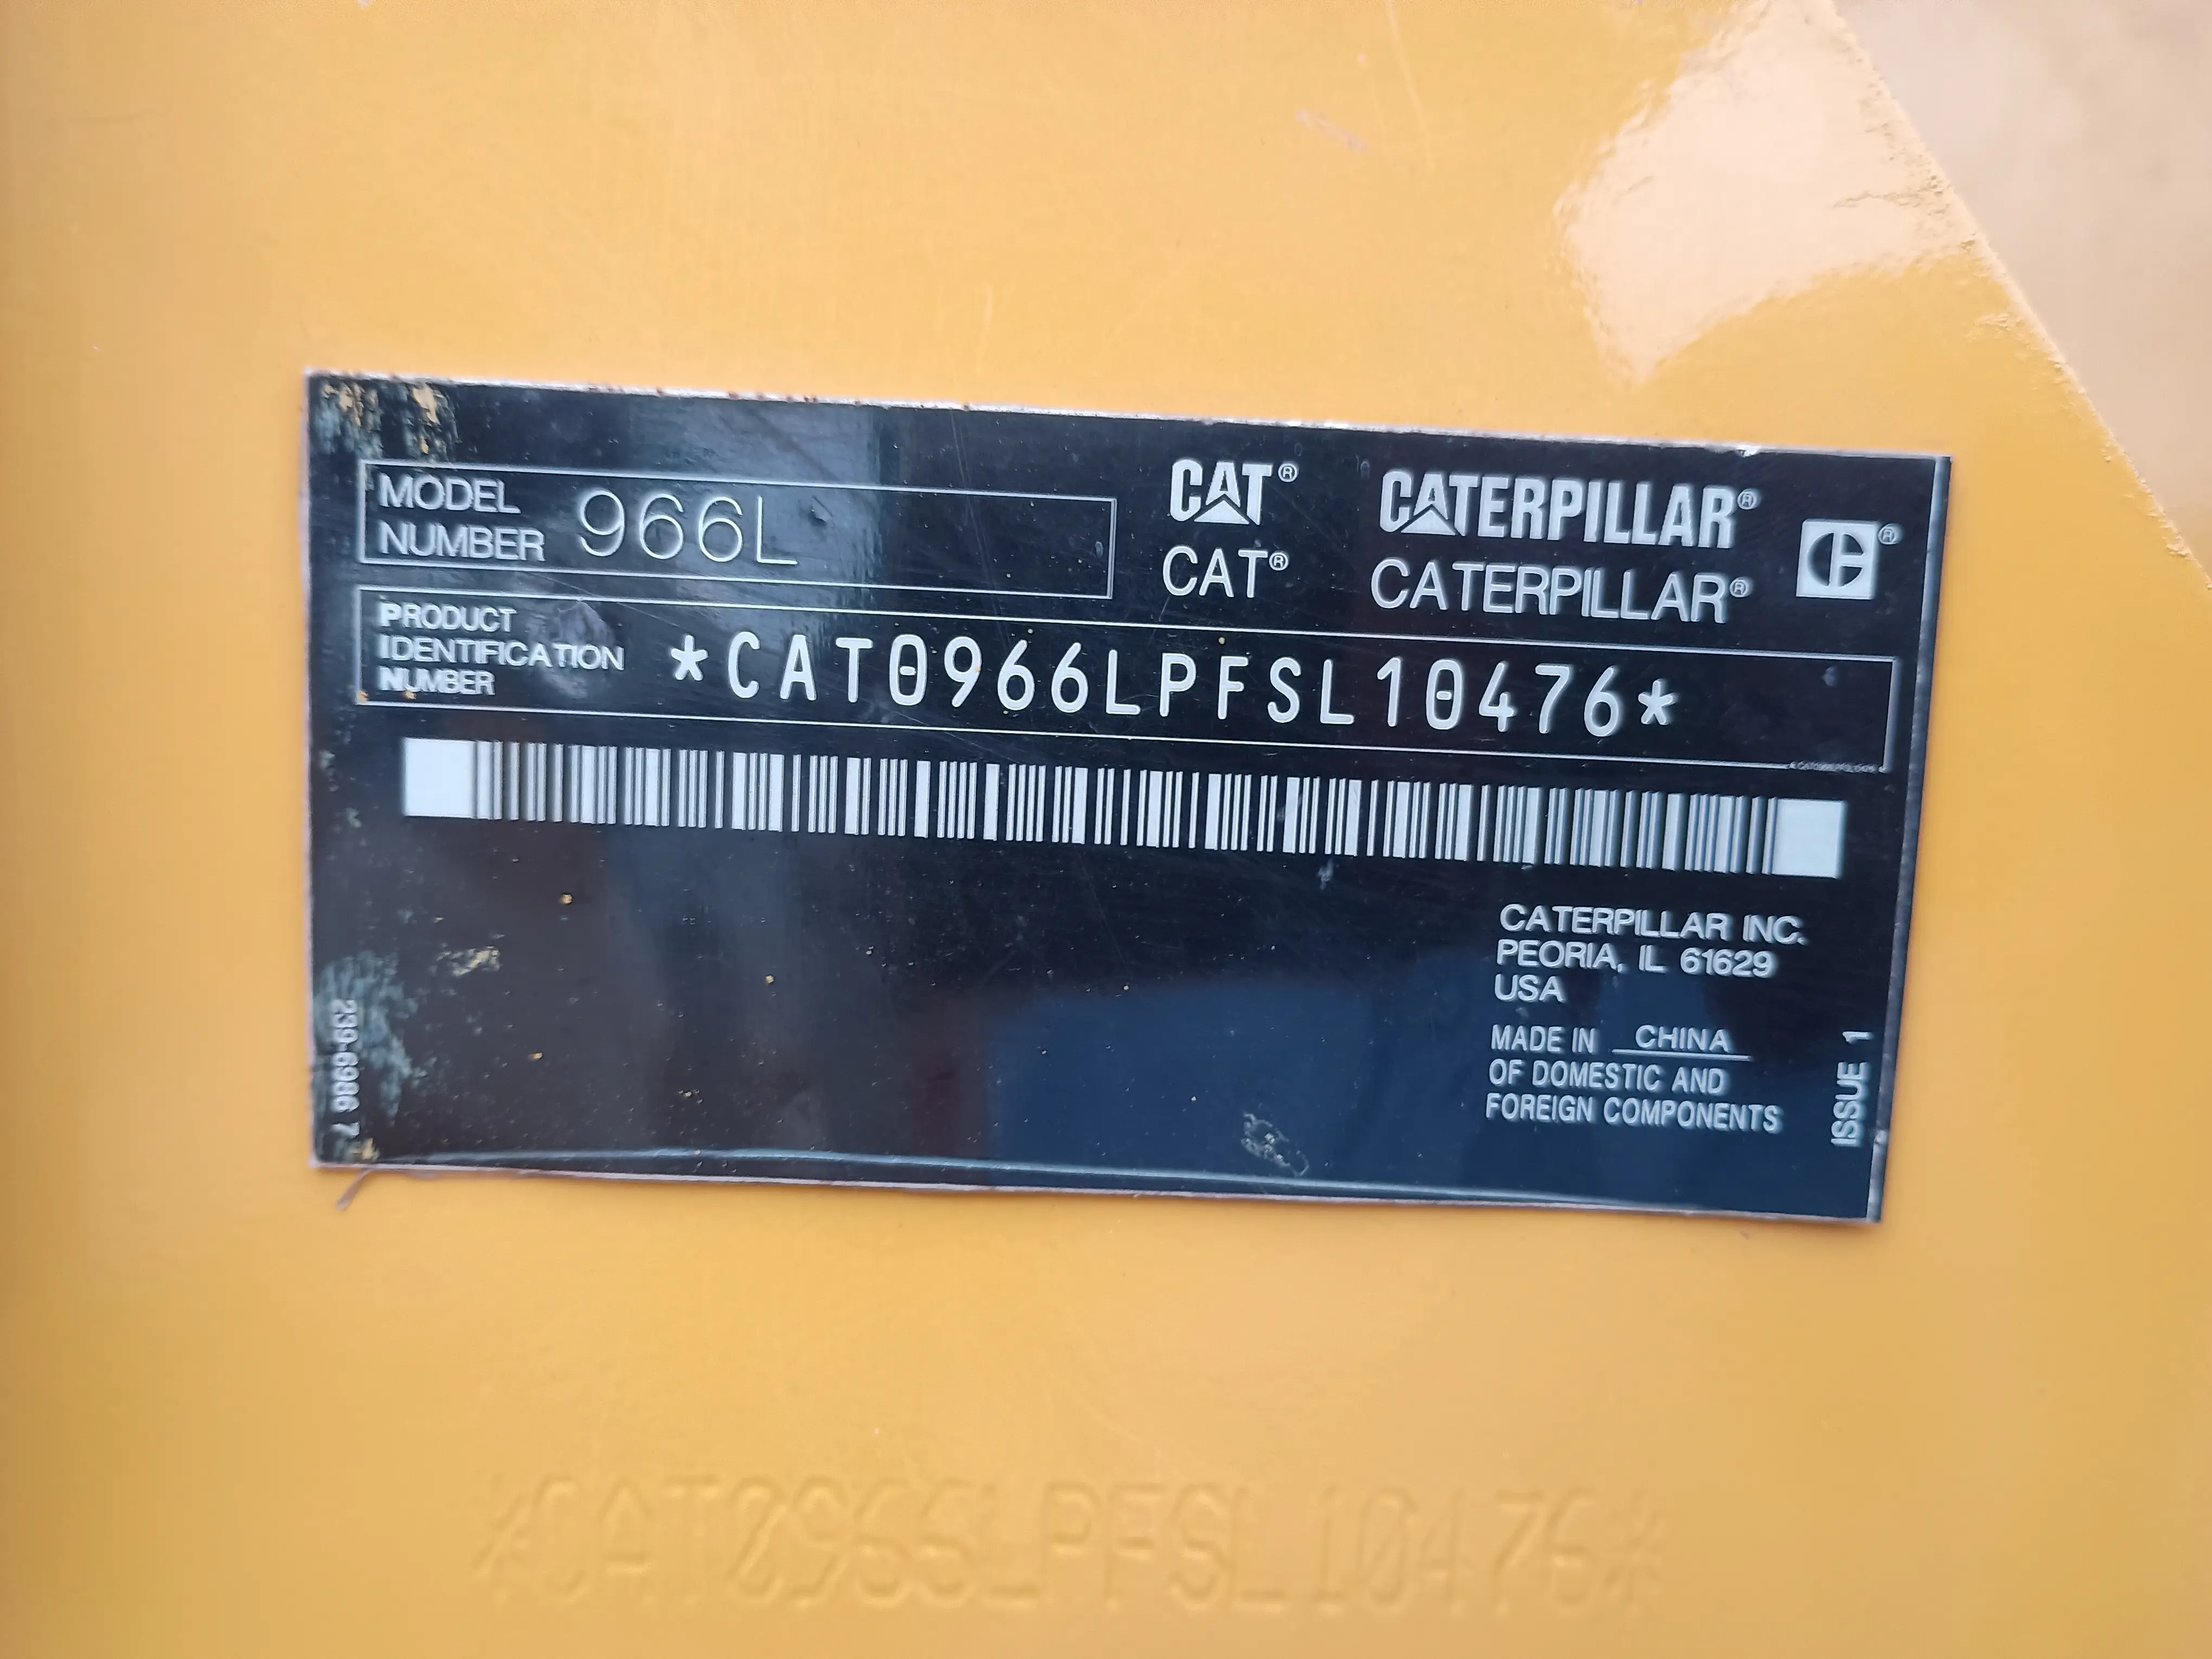 MODEL NUMBER 966L
CAT® CATERPILLAR®
CAT® CATERPILLAR®
PRODUCT
IDENTIFICATION
NUMBER
*CAT0966LPFSL10476*
CATERPILLAR INC.
PEORIA, IL 61629
USA
MADE IN CHINA
OF DOMESTIC AND
FOREIGN COMPONENTS
ISSUE 1
239-6986 7
*CAT0966LPFSL10476*